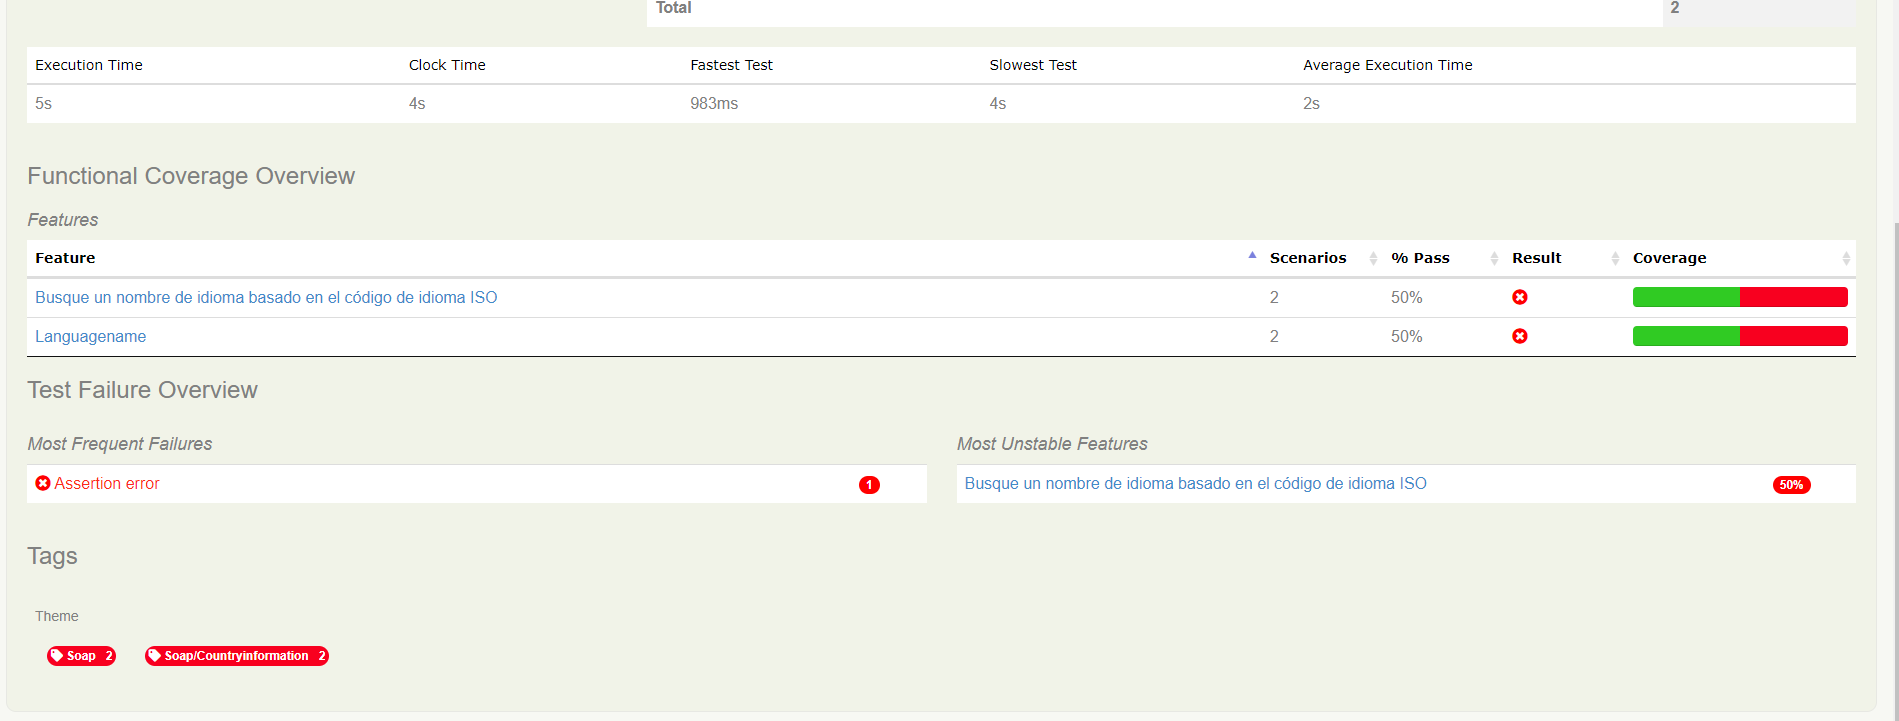 Total 2
Execution Time Clock Time Fastest Test Slowest Test Average Execution Time
5s 4s 983ms 4s 2s
Functional Coverage Overview
Features
Feature Scenarios % Pass Result Coverage
Busque un nombre de idioma basado en el código de idioma ISO 2 50%
Languagename 2 50%
Test Failure Overview
Most Frequent Failures Most Unstable Features
Assertion error 1 Busque un nombre de idioma basado en el código de idioma ISO 50%
Tags
Theme
Soap 2 Soap/Countryinformation 2